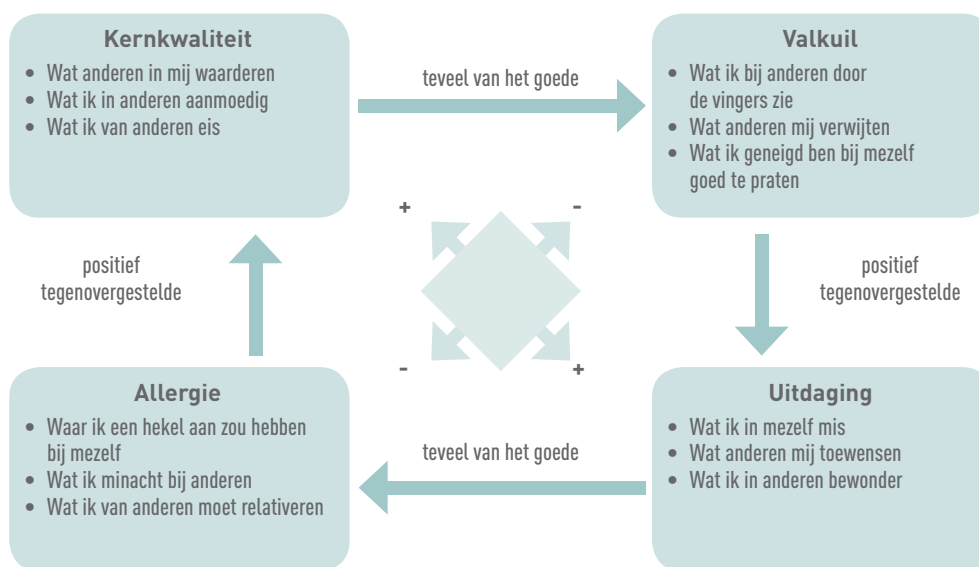 Kernkwaliteit
• Wat anderen in mij waarderen
• Wat ik in anderen aanmoedig
• Wat ik van anderen eis
teveel van het goede
Valkuil
• Wat ik bij anderen door
de vingers zie
• Wat anderen mij verwijten
• Wat ik geneigd ben bij mezelf
goed te praten
+
-
positief
tegenovergestelde
positief
tegenovergestelde
-
+
Allergie
• Waar ik een hekel aan zou hebben
bij mezelf
• Wat ik minacht bij anderen
• Wat ik van anderen moet relativeren
teveel van het goede
Uitdaging
• Wat ik in mezelf mis
• Wat anderen mij toewensen
• Wat ik in anderen bewonder